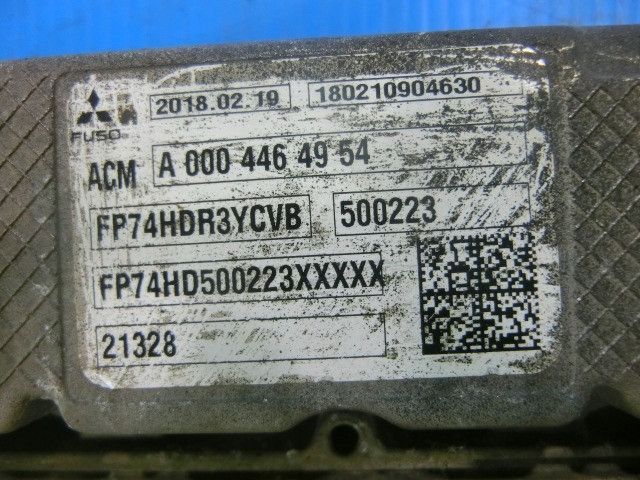 2018.02.19 180210904630
FUSO
ACM A 000 446 49 54
FP74HDR3YCVB 500223
FP74HD500223XXXXX
21328